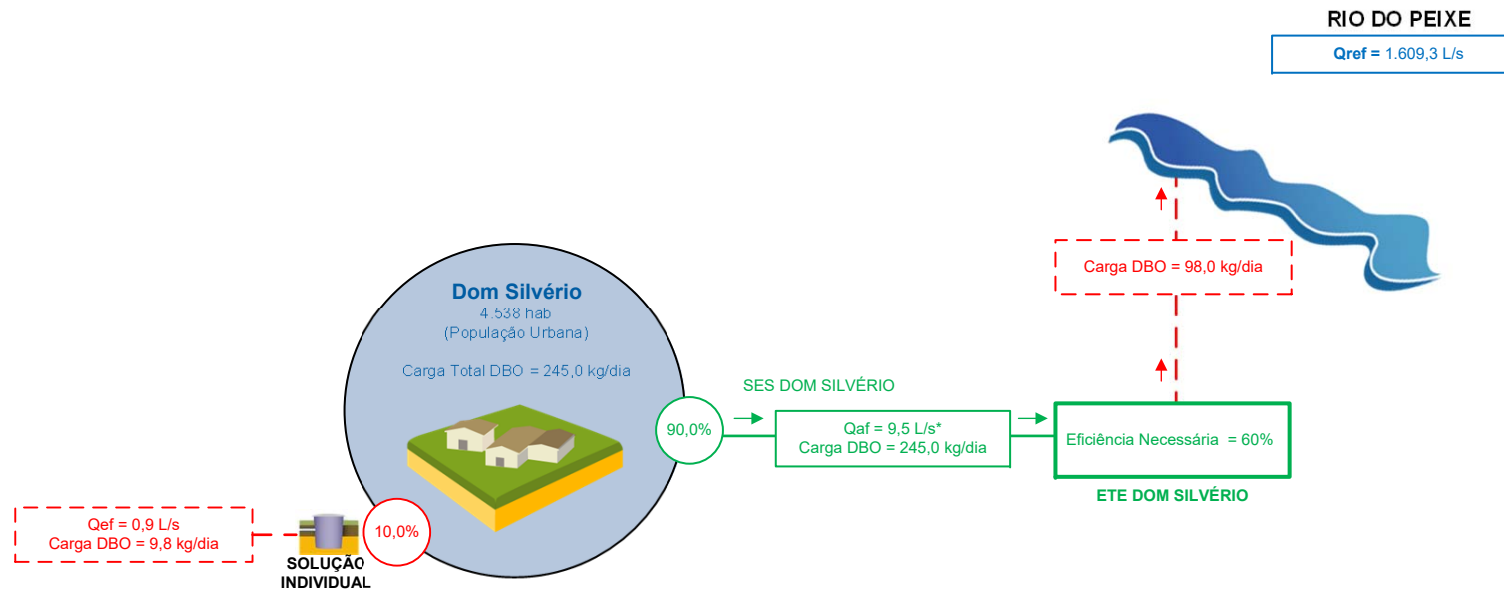 RIO DO PEIXE
Qref = 1.609,3 L/s
Carga DBO = 98,0 kg/dia
Dom Silvério
4.538 hab
(População Urbana)
Carga Total DBO = 245,0 kg/dia
SES DOM SILVÉRIO
90,0%
Qaf = 9,5 L/s*
Carga DBO = 245,0 kg/dia
Eficiência Necessária = 60%
ETE DOM SILVÉRIO
10,0%
Qef = 0,9 L/s
Carga DBO = 9,8 kg/dia
SOLUÇÃO
INDIVIDUAL